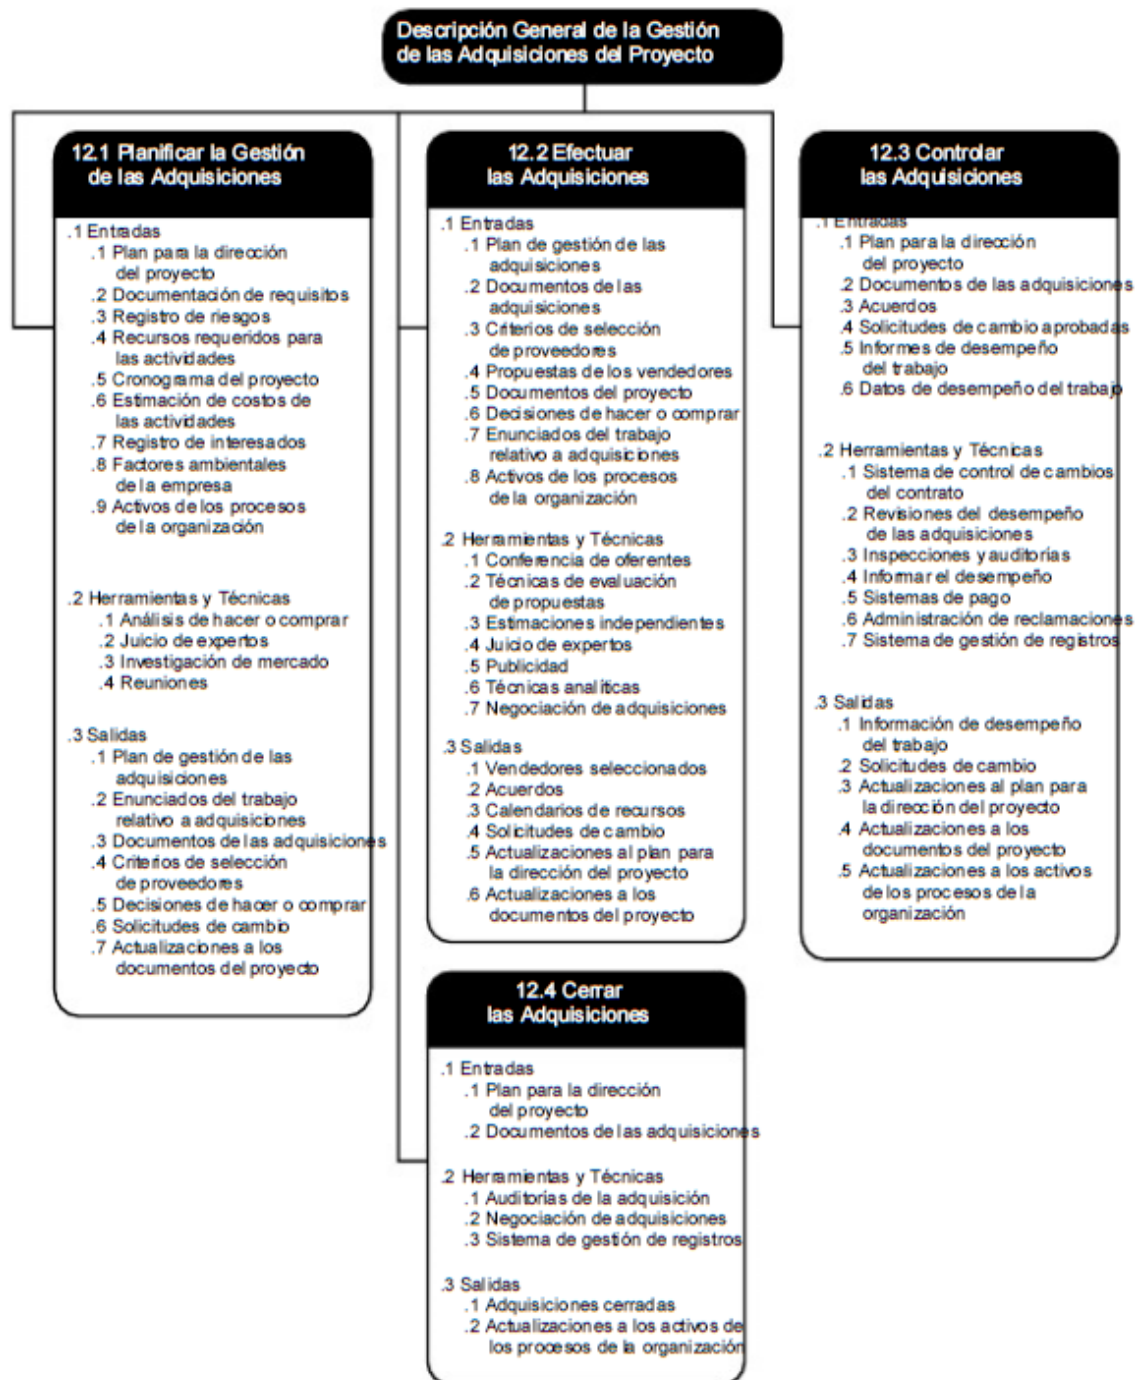 Descripción General de la Gestión
de las Adquisiciones del Proyecto
12.1 Planificar la Gestión
de las Adquisiciones
.1 Entradas
.1 Plan para la dirección
del proyecto
.2 Documentación de requisitos
.3 Registro de riesgos
.4 Recursos requeridos para
las actividades
.5 Cronograma del proyecto
.6 Estimación de costos de
las actividades
.7 Registro de interesados
.8 Factores ambientales
de la empresa
.9 Activos de los procesos
de la organización
.2 Herramientas y Técnicas
.1 Análisis de hacer o comprar
.2 Juicio de expertos
.3 Investigación de mercado
.4 Reuniones
.3 Salidas
.1 Plan de gestión de las
adquisiciones
.2 Enunciados del trabajo
relativo a adquisiciones
.3 Documentos de las adquisiciones
.4 Criterios de selección
de proveedores
.5 Decisiones de hacer o comprar
.6 Solicitudes de cambio
.7 Actualizaciones a los
documentos del proyecto
12.2 Efectuar
las Adquisiciones
.1 Entradas
.1 Plan de gestión de las
adquisiciones
.2 Documentos de las
adquisiciones
.3 Criterios de selección
de proveedores
.4 Propuestas de los vendedores
.5 Documentos del proyecto
.6 Decisiones de hacer o comprar
.7 Enunciados del trabajo
relativo a adquisiciones
.8 Activos de los procesos
de la organización
.2 Herramientas y Técnicas
.1 Conferencia de oferentes
.2 Técnicas de evaluación
de propuestas
.3 Estimaciones independientes
.4 Juicio de expertos
.5 Publicidad
.6 Técnicas analíticas
.7 Negociación de adquisiciones
.3 Salidas
.1 Vendedores seleccionados
.2 Acuerdos
.3 Calendarios de recursos
.4 Solicitudes de cambio
.5 Actualizaciones al plan para
la dirección del proyecto
.6 Actualizaciones a los
documentos del proyecto
12.3 Controlar
las Adquisiciones
.1 Entradas
.1 Plan para la dirección
del proyecto
.2 Documentos de las adquisiciones
.3 Acuerdos
.4 Solicitudes de cambio aprobadas
.5 Informes de desempeño
del trabajo
.6 Datos de desempeño del trabajo
.2 Herramientas y Técnicas
.1 Sistema de control de cambios
del contrato
.2 Revisiones del desempeño
de las adquisiciones
.3 Inspecciones y auditorías
.4 Informar el desempeño
.5 Sistemas de pago
.6 Administración de reclamaciones
.7 Sistema de gestión de registros
.3 Salidas
.1 Información de desempeño
del trabajo
.2 Solicitudes de cambio
.3 Actualizaciones al plan para
la dirección del proyecto
.4 Actualizaciones a los
documentos del proyecto
.5 Actualizaciones a los activos
de los procesos de la
organización
12.4 Cerrar
las Adquisiciones
.1 Entradas
.1 Plan para la dirección
del proyecto
.2 Documentos de las adquisiciones
.2 Herramientas y Técnicas
.1 Auditorías de la adquisición
.2 Negociación de adquisiciones
.3 Sistema de gestión de registros
.3 Salidas
.1 Adquisiciones cerradas
.2 Actualizaciones a los activos de
los procesos de la organización